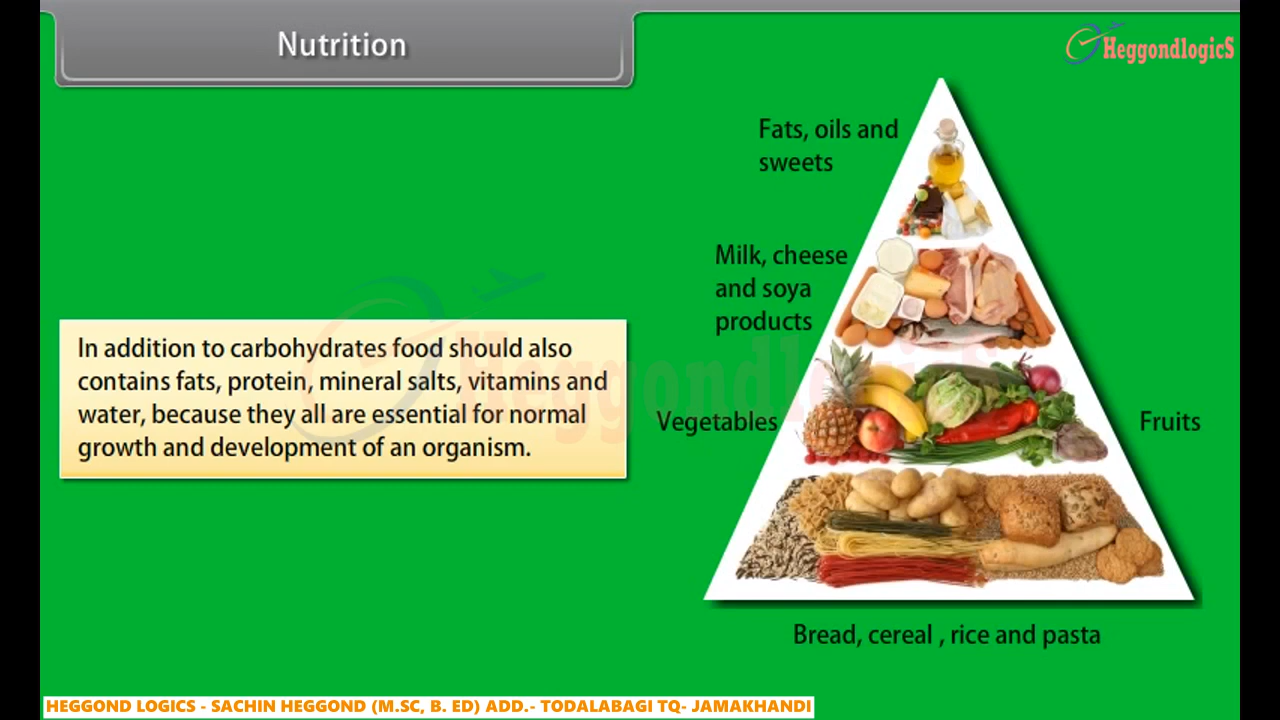 Nutrition
HeggondlogicS
Fats, oils and
sweets
Milk, cheese
and soya
products
In addition to carbohydrates food should also
contains fats, protein, mineral salts, vitamins and
water, because they all are essential for normal
growth and development of an organism.
Vegetables
Fruits
Bread, cereal , rice and pasta
HeggondlogicS
HEGGOND LOGICS - SACHIN HEGGOND (M.SC, B. ED) ADD.- TODALABAGI TQ- JAMAKHANDI